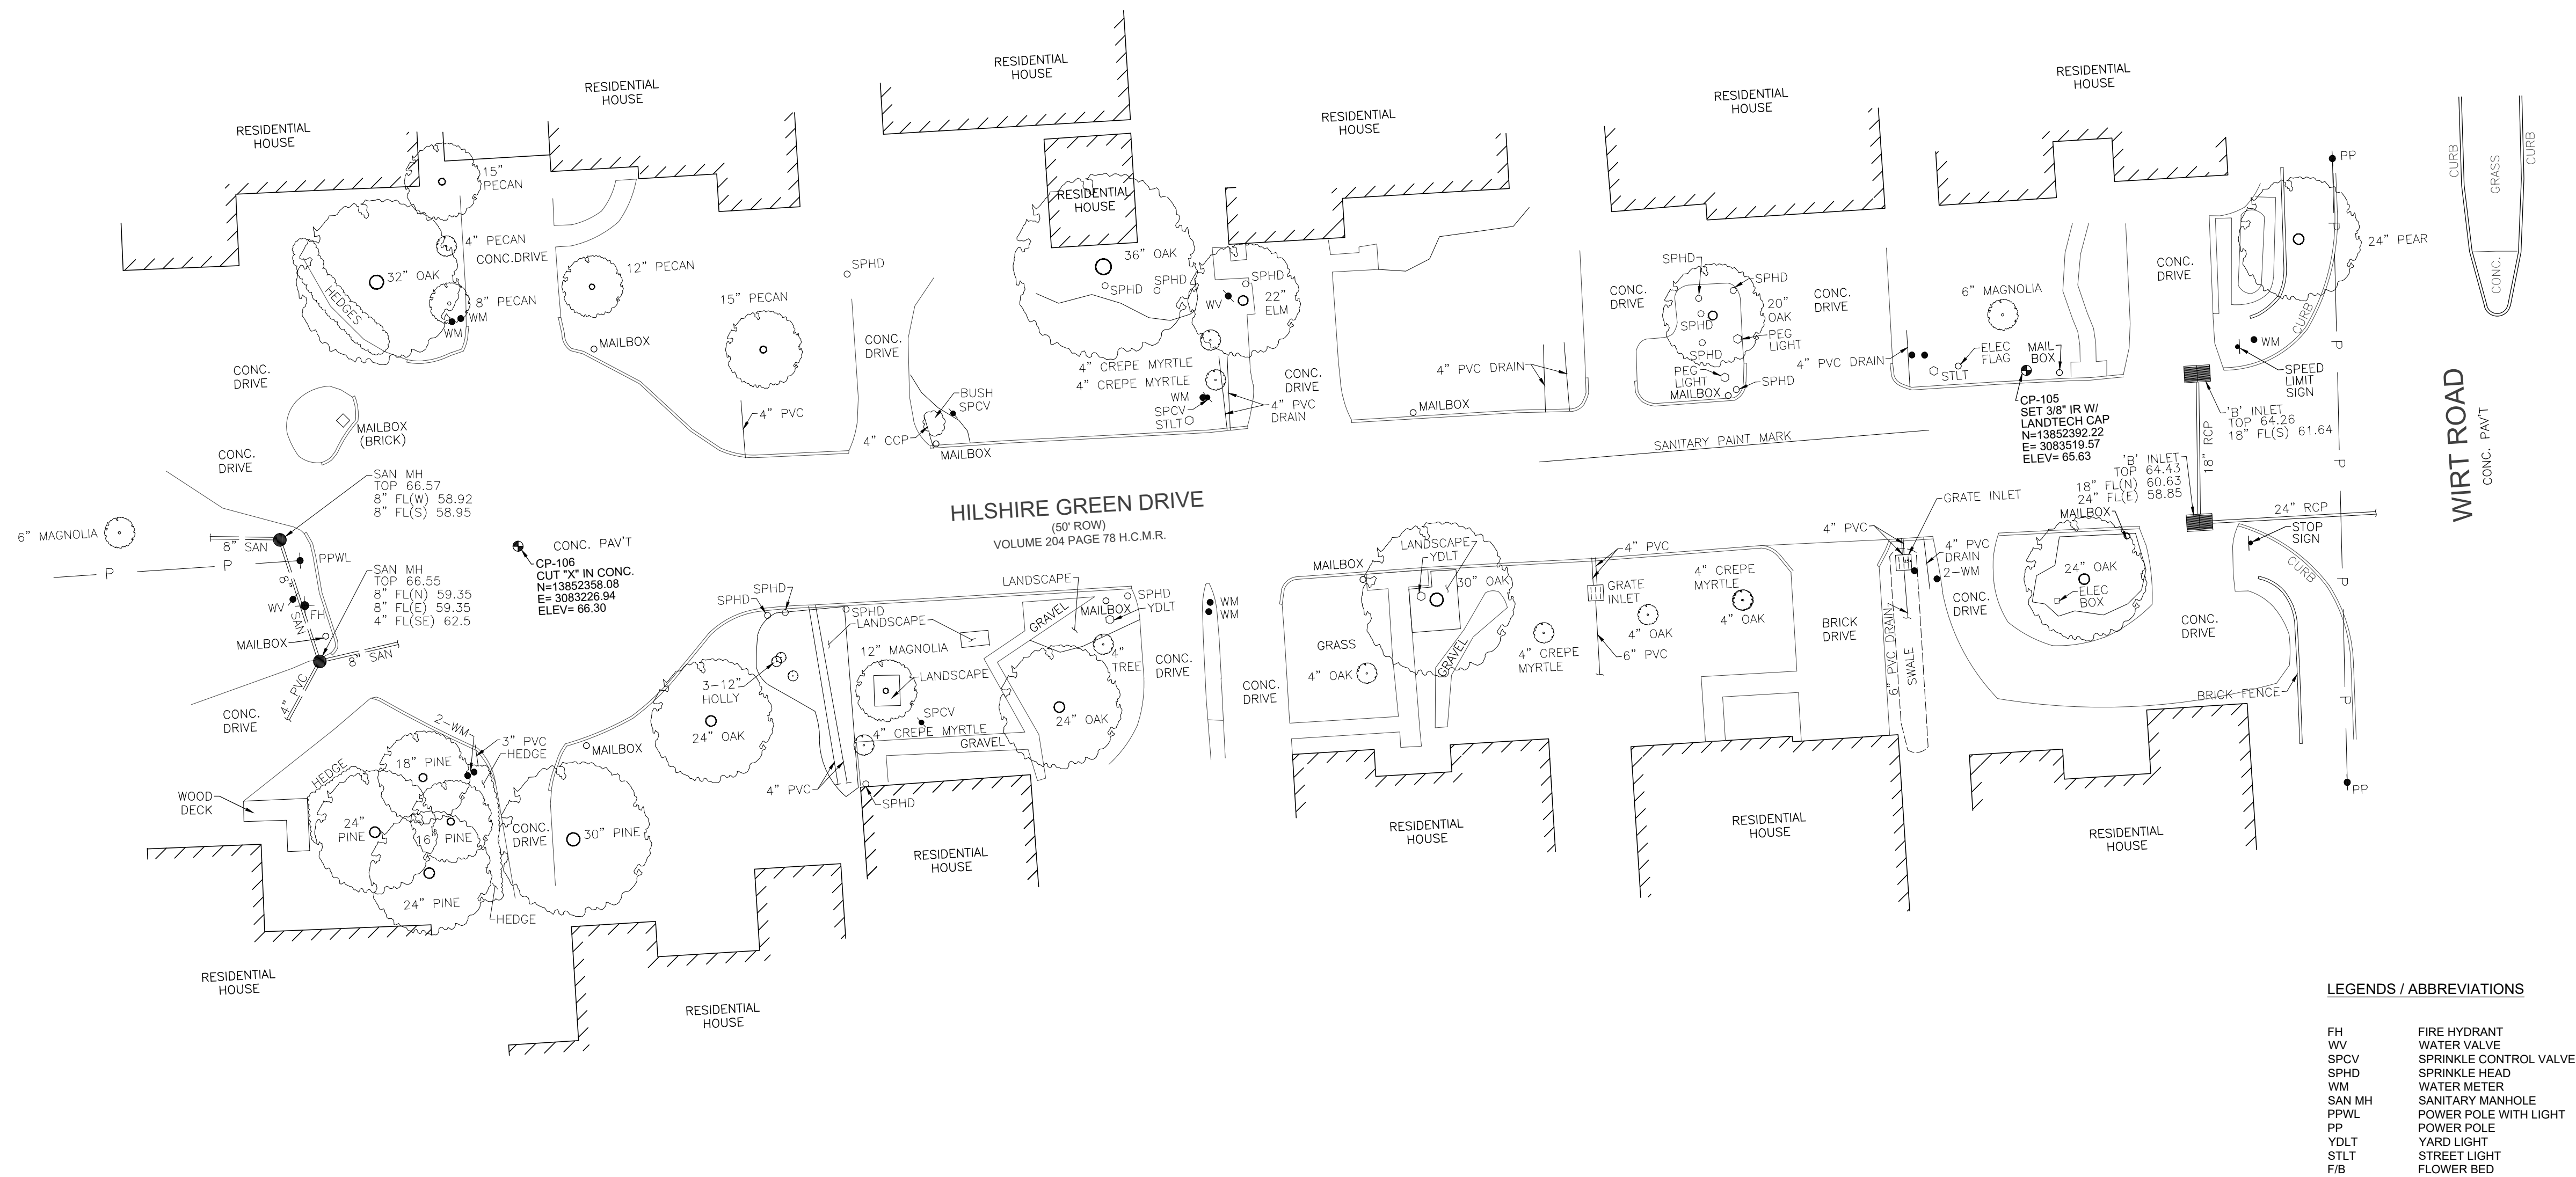 RESIDENTIAL
HOUSE
RESIDENTIAL
HOUSE
RESIDENTIAL
HOUSE
RESIDENTIAL
HOUSE
RESIDENTIAL
HOUSE
RESIDENTIAL
HOUSE
RESIDENTIAL
HOUSE
15" PECAN
4" PECAN
CONC.DRIVE
32" OAK
HEDGES
8" PECAN
WM
WM
12" PECAN
MAILBOX
15" PECAN
4" PVC
SPHD
CONC.
DRIVE
BUSH
SPCV
4" CCP
MAILBOX
36" OAK
SPHD
SPHD
SPHD
WV
22"
ELM
4" CREPE MYRTLE
4" CREPE MYRTLE
WM
SPCV
STLT
4" PVC
DRAIN
CONC.
DRIVE
4" PVC DRAIN
MAILBOX
CONC.
DRIVE
SPHD
SPHD
SPHD
SPHD
20"
OAK
PEG
LIGHT
PEG
LIGHT
SPHD
MAILBOX
CONC.
DRIVE
4" PVC DRAIN
6" MAGNOLIA
ELEC
FLAG
STLT
MAIL
BOX
CP-105
SET 3/8" IR W/
LANDTECH CAP
N=13852392.22
E= 3083519.57
ELEV= 65.63
CONC.
DRIVE
PP
P
24" PEAR
CURB
WM
SPEED
LIMIT
SIGN
P
'B' INLET
TOP 64.26
18" FL(S) 61.64
18" RCP
'B' INLET
TOP 64.43
18" FL(N) 60.63
24" FL(E) 58.85
MAILBOX
24" RCP
STOP
SIGN
P
P
CURB
P
CURB
GRASS
CURB
CONC.
WIRT ROAD
CONC. PAV'T
CONC.
DRIVE
MAILBOX
(BRICK)
CONC.
DRIVE
SAN MH
TOP 66.57
8" FL(W) 58.92
8" FL(S) 58.95
6" MAGNOLIA
P
P
8" SAN
PPWL
8" SAN
WV
FH
MAILBOX
SAN MH
TOP 66.55
8" FL(N) 59.35
8" FL(E) 59.35
4" FL(SE) 62.5
8" SAN
4" PVC
CONC.
DRIVE
CONC. PAV'T
CP-106
CUT "X" IN CONC.
N=13852358.08
E= 3083226.94
ELEV= 66.30
HILSHIRE GREEN DRIVE
(50' ROW)
VOLUME 204 PAGE 78 H.C.M.R.
SANITARY PAINT MARK
2-WM
3" PVC
HEDGE
HEDGE
18" PINE
WOOD
DECK
24"
PINE
16" PINE
24" PINE
HEDGE
CONC.
DRIVE
30" PINE
MAILBOX
24" OAK
SPHD
SPHD
SPHD
LANDSCAPE
3-12"
HOLLY
12" MAGNOLIA
LANDSCAPE
SPCV
4" CREPE MYRTLE
GRAVEL
4" PVC
SPHD
LANDSCAPE
GRAVEL
MAILBOX
SPHD
YDLT
4"
TREE
24" OAK
CONC.
DRIVE
WM
WM
CONC.
DRIVE
MAILBOX
LANDSCAPE
YDLT
30" OAK
GRASS
4" OAK
GRAVEL
4" CREPE
MYRTLE
4" PVC
GRATE
INLET
4" OAK
6" PVC
4" CREPE
MYRTLE
4" OAK
BRICK
DRIVE
4" PVC
GRATE INLET
4" PVC
DRAIN
2-WM
6" PVC DRAIN
SWALE
CONC.
DRIVE
24" OAK
ELEC
BOX
CONC.
DRIVE
BRICK FENCE
PP
RESIDENTIAL
HOUSE
RESIDENTIAL
HOUSE
RESIDENTIAL
HOUSE
RESIDENTIAL
HOUSE
RESIDENTIAL
HOUSE
RESIDENTIAL
HOUSE
LEGENDS / ABBREVIATIONS
FH FIRE HYDRANT
WV WATER VALVE
SPCV SPRINKLE CONTROL VALVE
SPHD SPRINKLE HEAD
WM WATER METER
SAN MH SANITARY MANHOLE
PPWL POWER POLE WITH LIGHT
PP POWER POLE
YDLT YARD LIGHT
STLT STREET LIGHT
F/B FLOWER BED